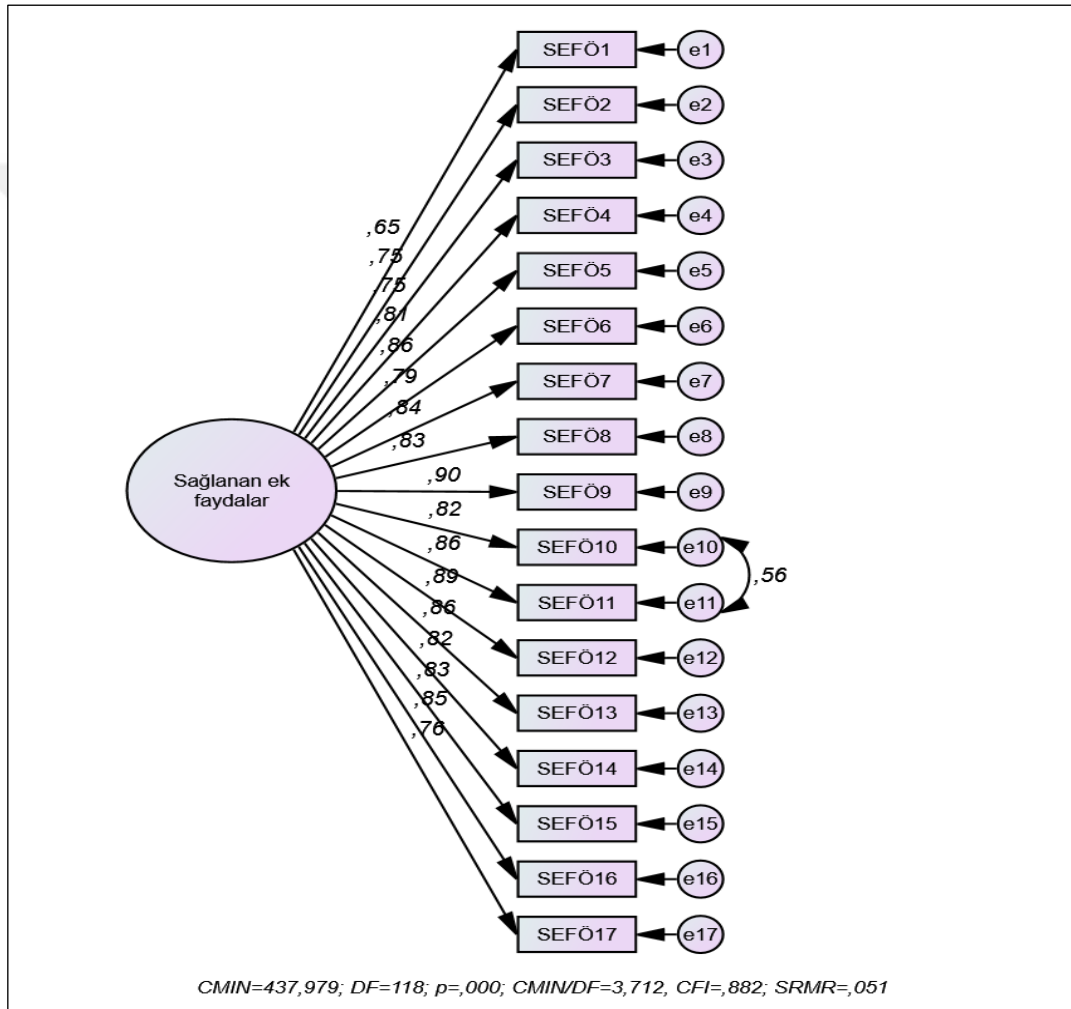 SEFÖ1 e1
SEFÖ2 e2
SEFÖ3 e3
SEFÖ4 e4
,65
,75
,75
SEFÖ5 e5
,81
SEFÖ6 e6
,86
,79
SEFÖ7 e7
,84
SEFÖ8 e8
,83
Sağlanan ek
faydalar
,90
SEFÖ9 e9
,82
SEFÖ10 e10
,86
,56
,89
SEFÖ11 e11
,86
,82
SEFÖ12 e12
,83
,85
SEFÖ13 e13
,76
SEFÖ14 e14
SEFÖ15 e15
SEFÖ16 e16
SEFÖ17 e17
CMIN=437,979; DF=118; p=,000; CMIN/DF=3,712, CFI=,882; SRMR=,051